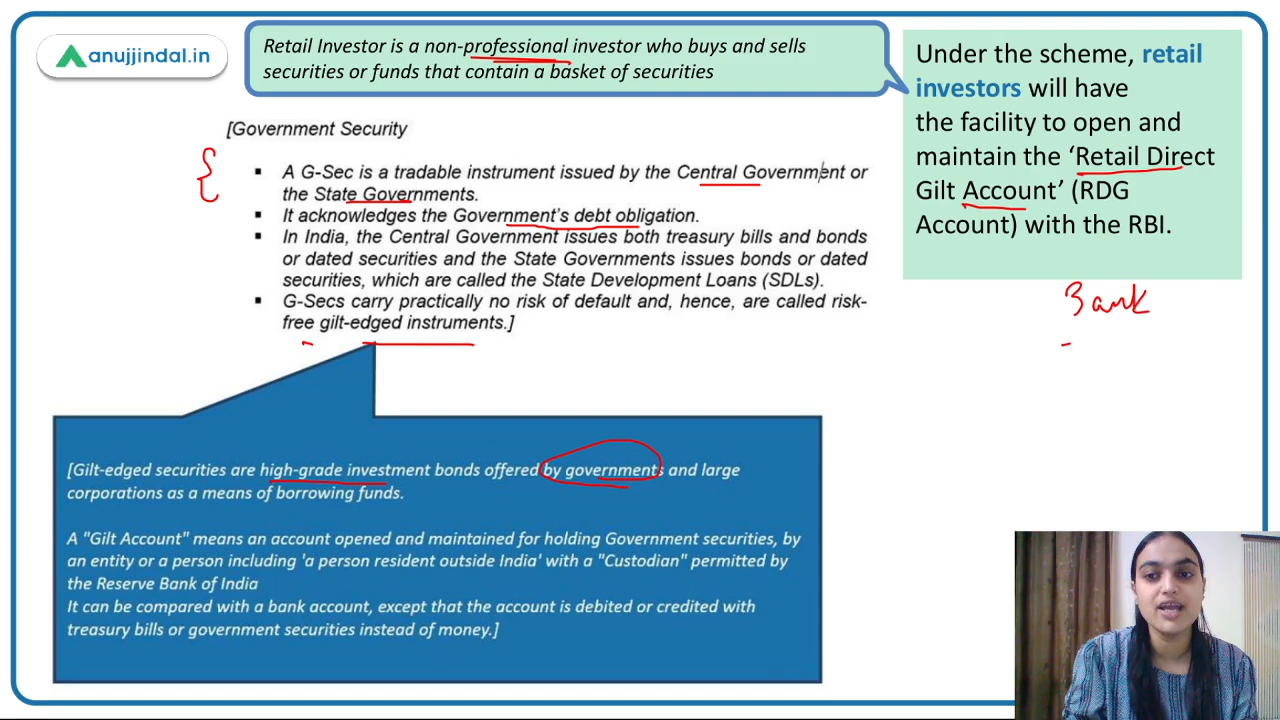 anujjindal.in
Retail Investor is a non-professional investor who buys and sells
securities or funds that contain a basket of securities
Under the scheme, retail
investors will have
the facility to open and
maintain the ‘Retail Direct
Gilt Account’ (RDG
Account) with the RBI.
Bank
[Government Security
▪ A G-Sec is a tradable instrument issued by the Central Government or
the State Governments.
▪ It acknowledges the Government's debt obligation.
▪ In India, the Central Government issues both treasury bills and bonds
or dated securities and the State Governments issues bonds or dated
securities, which are called the State Development Loans (SDLs).
▪ G-Secs carry practically no risk of default and, hence, are called risk-
free gilt-edged instruments.]
[Gilt-edged securities are high-grade investment bonds offered by governments and large
corporations as a means of borrowing funds.
A "Gilt Account" means an account opened and maintained for holding Government securities, by
an entity or a person including 'a person resident outside India' with a "Custodian" permitted by
the Reserve Bank of India
It can be compared with a bank account, except that the account is debited or credited with
treasury bills or government securities instead of money.]